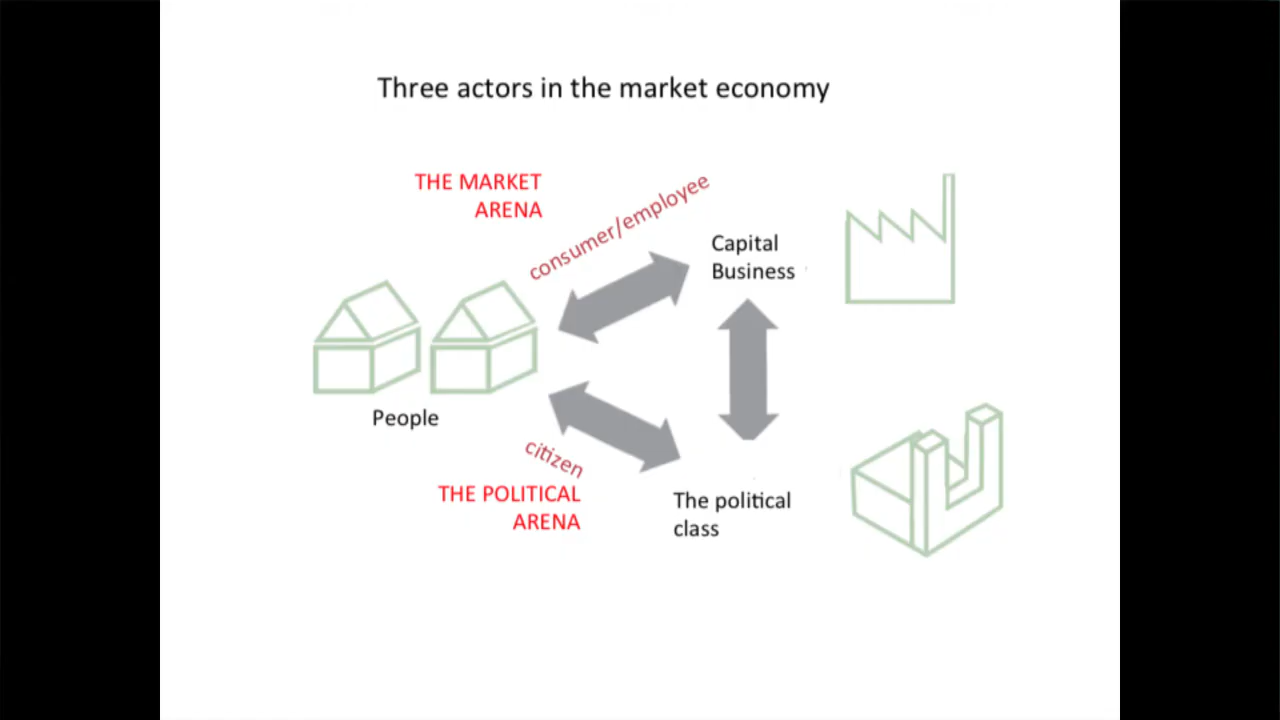 Three actors in the market economy
THE MARKET
ARENA
consumer/employee
Capital
Business
People
citizen
THE POLITICAL
ARENA
The political
class